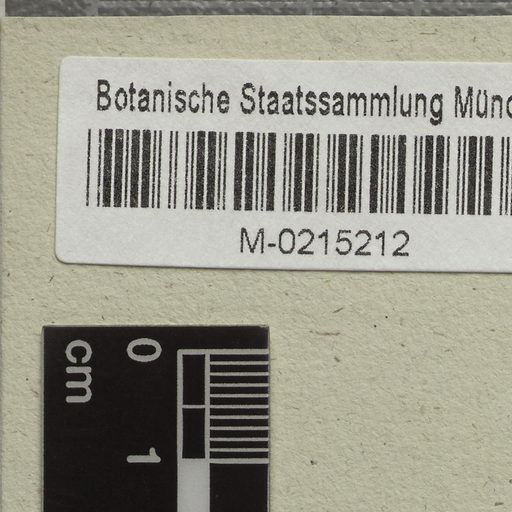 Botanische Staatssammlung Münc
M-0215212
0
cm
1